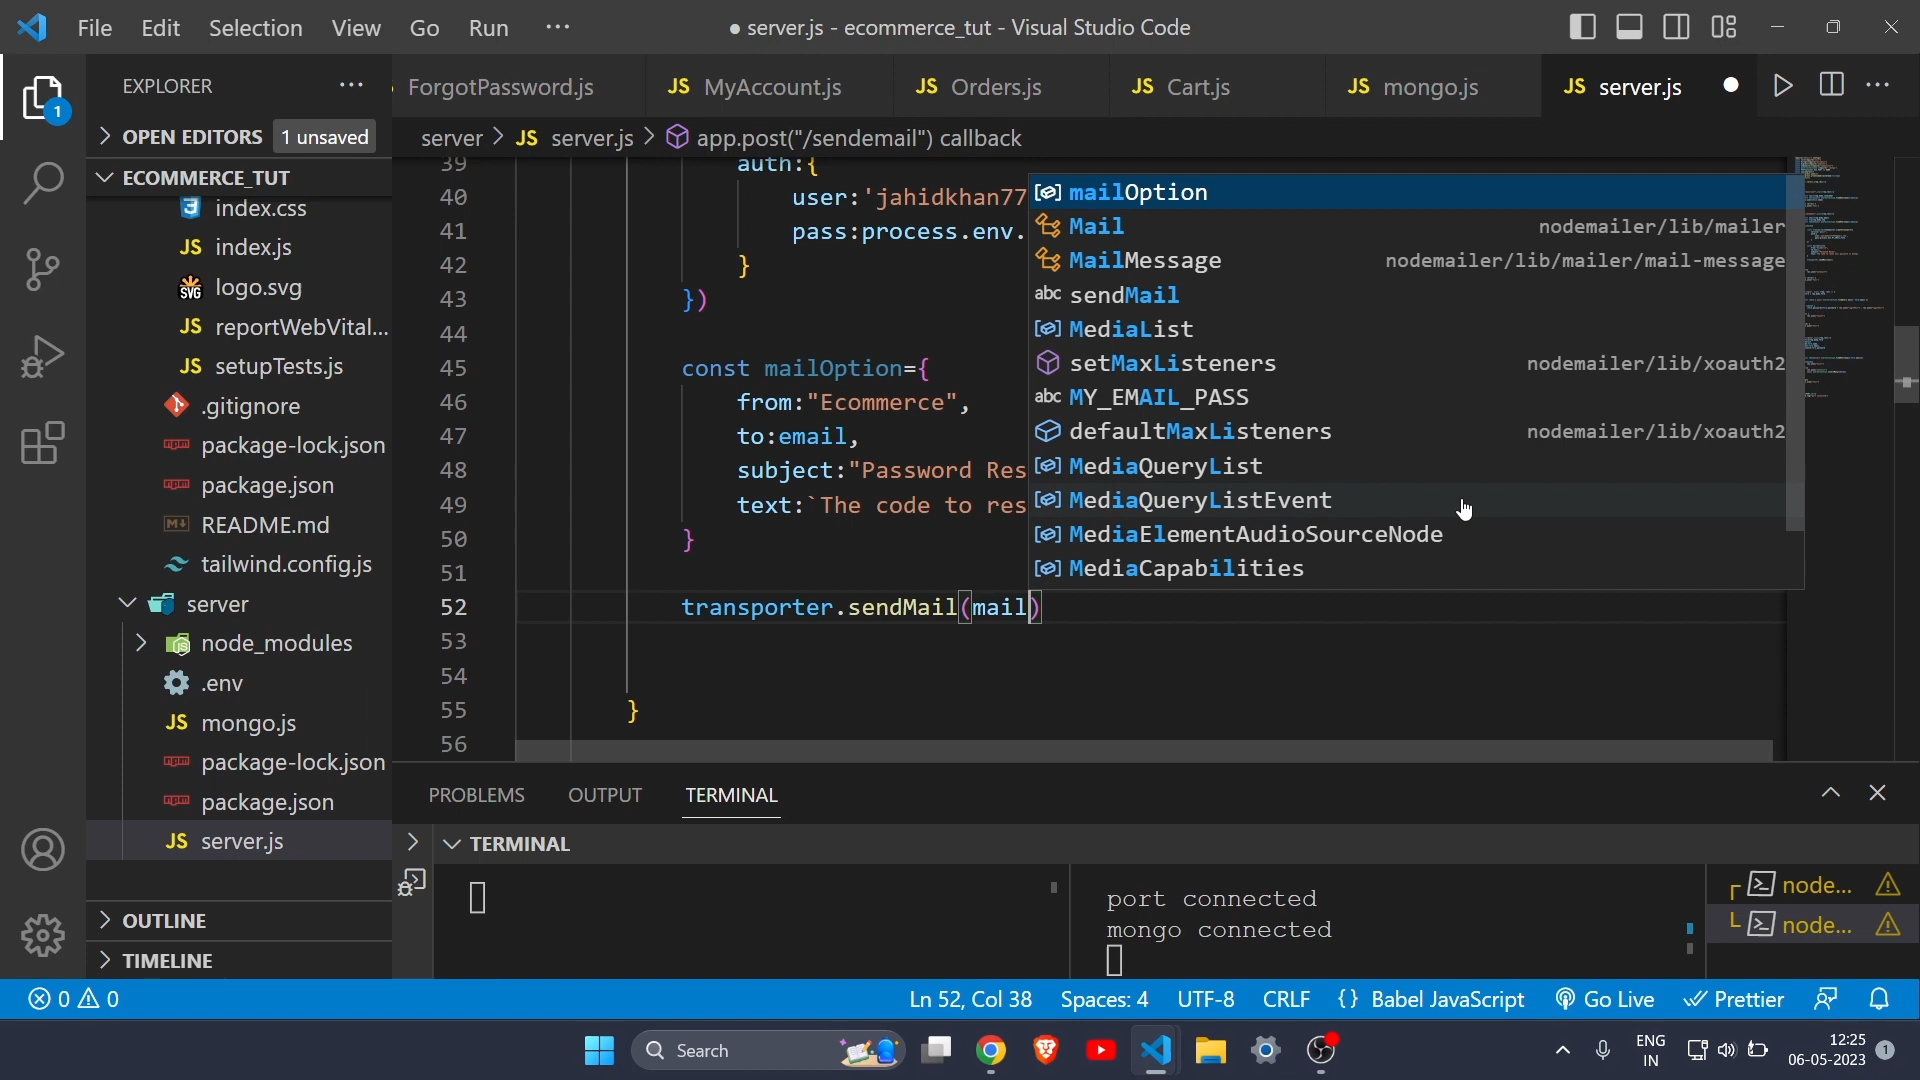 File Edit Selection View Go Run ···
● server.js - ecommerce_tut - Visual Studio Code
EXPLORER
ForgotPassword.js
JS MyAccount.js
JS Orders.js
JS Cart.js
JS mongo.js
JS server.js
1
OPEN EDITORS 1 unsaved
server > JS server.js > app.post("/sendemail") callback
ECOMMERCE_TUT
index.css
JS index.js
SVG logo.svg
JS reportWebVital...
JS setupTests.js
.gitignore
package-lock.json
package.json
README.md
tailwind.config.js
server
node_modules
.env
JS mongo.js
package-lock.json
package.json
JS server.js
OUTLINE
TIMELINE
39 auth:{
40 user:'jahidkhan77
41 pass:process.env.
42 }
43 })
44
45 const mailOption={
46 from:"Ecommerce",
47 to:email,
48 subject:"Password Res
49 text:`The code to res
50 }
51
52 transporter.sendMail(mail)
53
54
55 }
56
mailOption
Mail nodemailer/lib/mailer
MailMessage nodemailer/lib/mailer/mail-message
abc sendMail
MediaList
setMaxListeners nodemailer/lib/xoauth2
abc MY_EMAIL_PASS
defaultMaxListeners nodemailer/lib/xoauth2
MediaQueryList
MediaQueryListEvent
MediaElementAudioSourceNode
MediaCapabilities
PROBLEMS OUTPUT TERMINAL
TERMINAL
port connected
mongo connected
node...
node...
0 0
Ln 52, Col 38 Spaces: 4 UTF-8 CRLF {} Babel JavaScript Go Live Prettier
Search
ENG
IN
12:25
06-05-2023
1